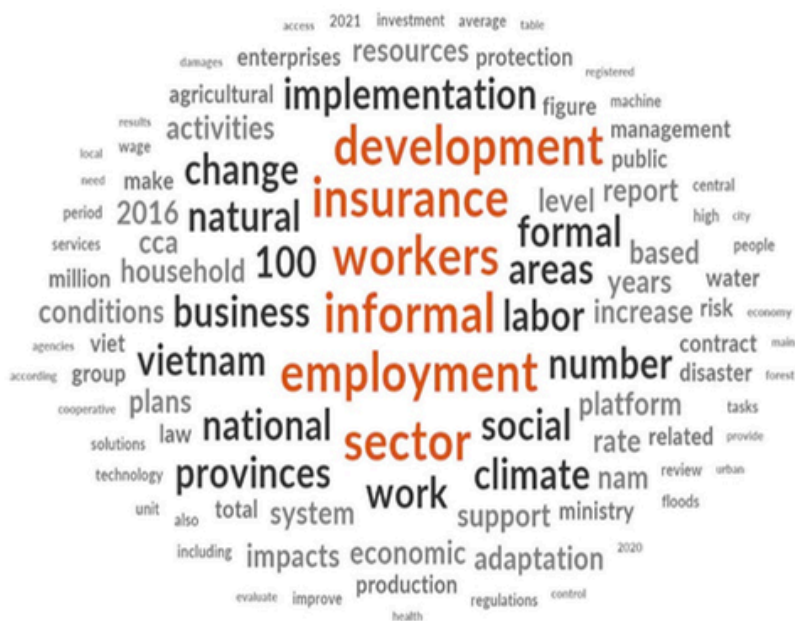 access 2021 investment average table
damages enterprises resources protection
registered
agricultural implementation figure machine
results activities development management
local wage change public
need make insurance level report central
period 2016 natural formal high city
services cca 100 workers areas based people
million household years water
conditions business informal labor increase risk economy
agencies viet vietnam number contract main
according group employment disaster forest
cooperative plans platform tasks
solutions law national sector social rate related provide
technology provinces work climate nam review urban
unit also total system support ministry floods
including impacts economic adaptation 2020
production
evaluate improve regulations control
health